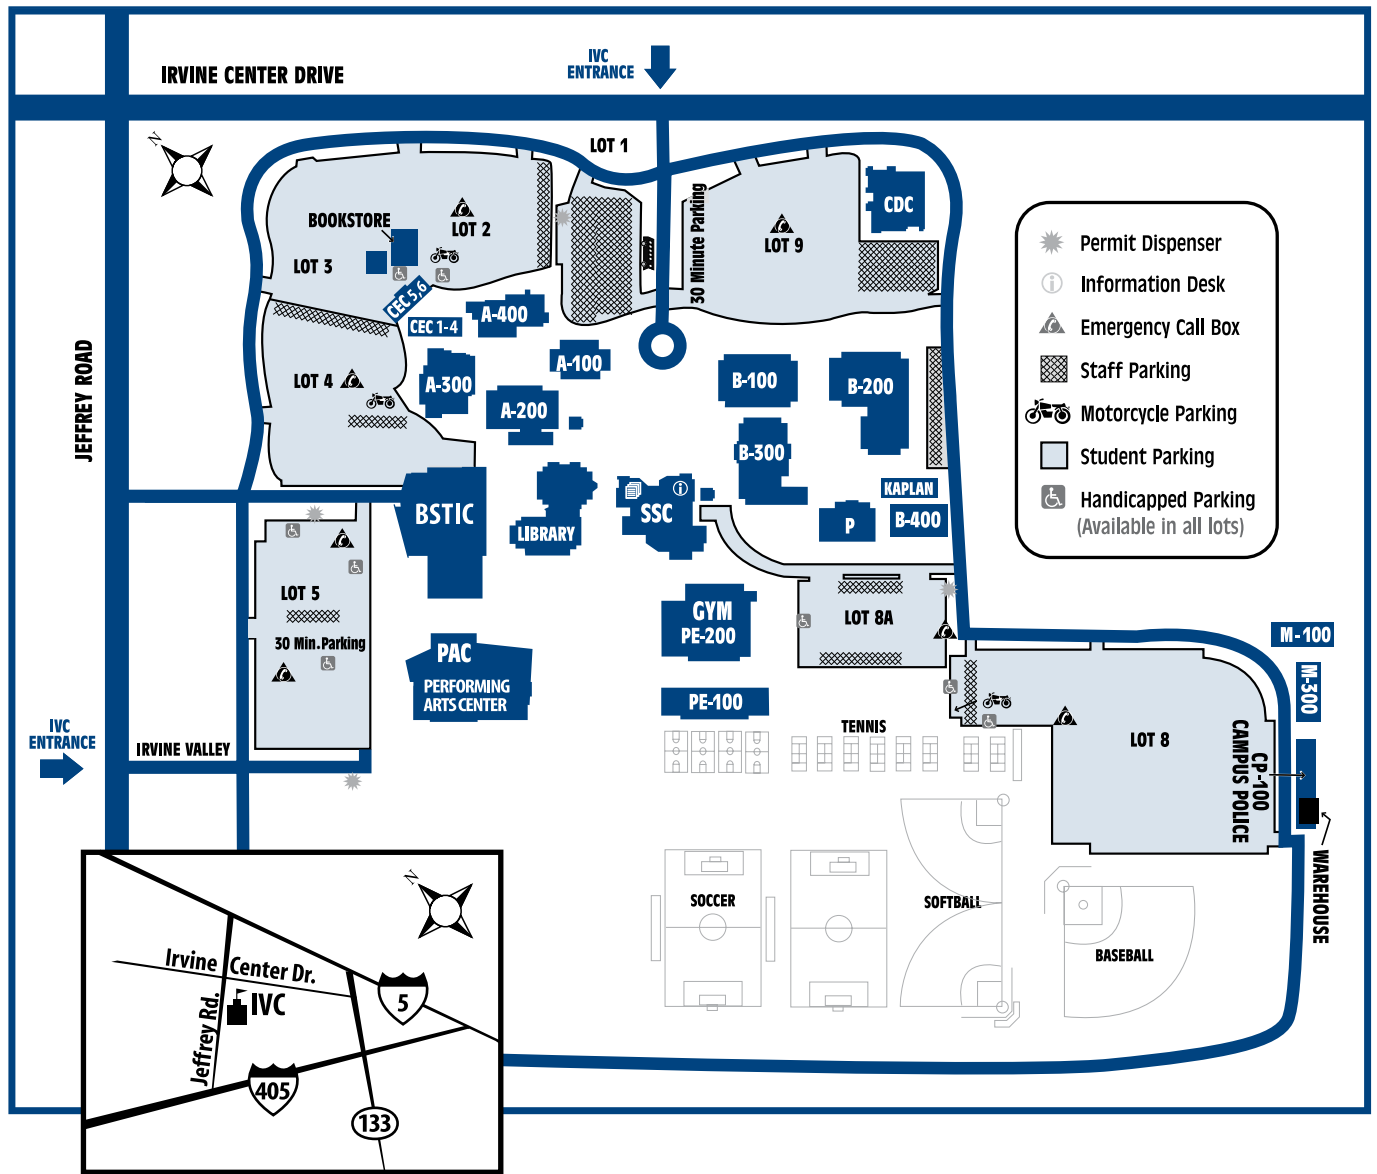 IVC
ENTRANCE
IRVINE CENTER DRIVE
N
LOT 1
BOOKSTORE
LOT 2
LOT 3
30 Minute Parking
LOT 9
CDC
Permit Dispenser
Information Desk
Emergency Call Box
Staff Parking
Motorcycle Parking
Student Parking
Handicapped Parking
(Available in all lots)
CEC 5,6
CEC 1-4
A-400
A-100
A-300
A-200
LOT 4
JEFFREY ROAD
B-100
B-200
B-300
KAPLAN
B-400
P
BSTIC
LIBRARY
SSC
i
LOT 5
30 Min.Parking
GYM
PE-200
LOT 8A
M-100
M-300
PAC
PERFORMING
ARTS CENTER
PE-100
TENNIS
LOT 8
CP-100
CAMPUS POLICE
WAREHOUSE
IVC
ENTRANCE
IRVINE VALLEY
SOCCER
SOFTBALL
BASEBALL
N
Irvine Center Dr.
Jeffrey Rd.
IVC
5
405
133